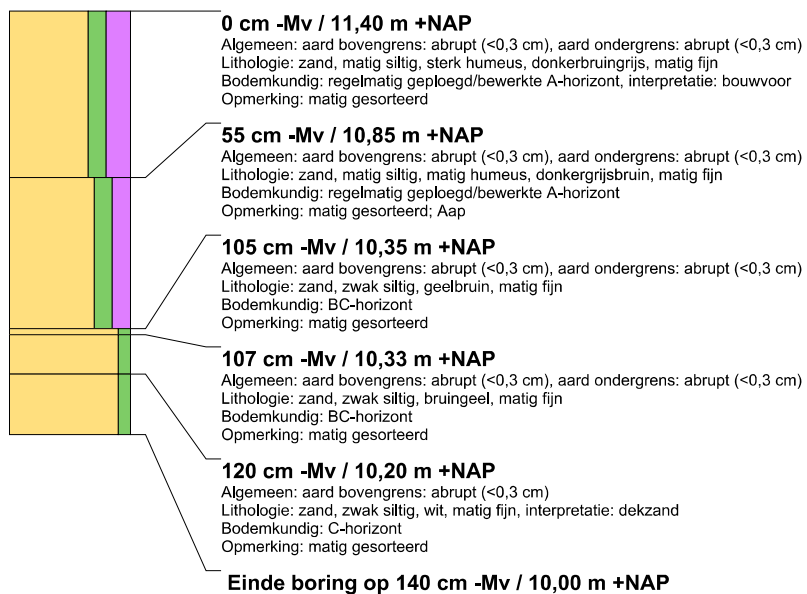 0 cm -Mv / 11,40 m +NAP
Algemeen: aard bovengrens: abrupt (<0,3 cm), aard ondergrens: abrupt (<0,3 cm)
Lithologie: zand, matig siltig, sterk humeus, donkerbruingrijs, matig fijn
Bodemkundig: regelmatig geploegd/bewerkte A-horizont, interpretatie: bouwvoor
Opmerking: matig gesorteerd
55 cm -Mv / 10,85 m +NAP
Algemeen: aard bovengrens: abrupt (<0,3 cm), aard ondergrens: abrupt (<0,3 cm)
Lithologie: zand, matig siltig, matig humeus, donkergrijsbruin, matig fijn
Bodemkundig: regelmatig geploegd/bewerkte A-horizont
Opmerking: matig gesorteerd; Aap
105 cm -Mv / 10,35 m +NAP
Algemeen: aard bovengrens: abrupt (<0,3 cm), aard ondergrens: abrupt (<0,3 cm)
Lithologie: zand, zwak siltig, geelbruin, matig fijn
Bodemkundig: BC-horizont
Opmerking: matig gesorteerd
107 cm -Mv / 10,33 m +NAP
Algemeen: aard bovengrens: abrupt (<0,3 cm), aard ondergrens: abrupt (<0,3 cm)
Lithologie: zand, zwak siltig, bruingeel, matig fijn
Bodemkundig: BC-horizont
Opmerking: matig gesorteerd
120 cm -Mv / 10,20 m +NAP
Algemeen: aard bovengrens: abrupt (<0,3 cm)
Lithologie: zand, zwak siltig, wit, matig fijn, interpretatie: dekzand
Bodemkundig: C-horizont
Opmerking: matig gesorteerd
Einde boring op 140 cm -Mv / 10,00 m +NAP